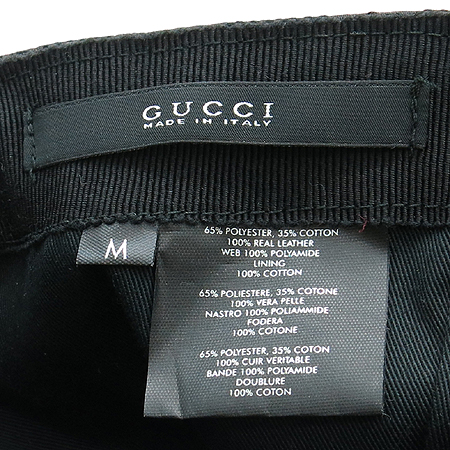 GUCCI
MADE IN ITALY
M
65% POLYESTER, 35% COTTON
100% REAL LEATHER
WEB 100% POLYAMIDE
LINING
100% COTTON
65% POLIESTERE, 35% COTONE
100% VERA PELLE
NASTRO 100% POLIAMMIDE
FODERA
100% COTONE
65% POLYESTER, 35% COTON
100% CUIR VERITABLE
BANDE 100% POLYAMIDE
DOUBLURE
100% COTON